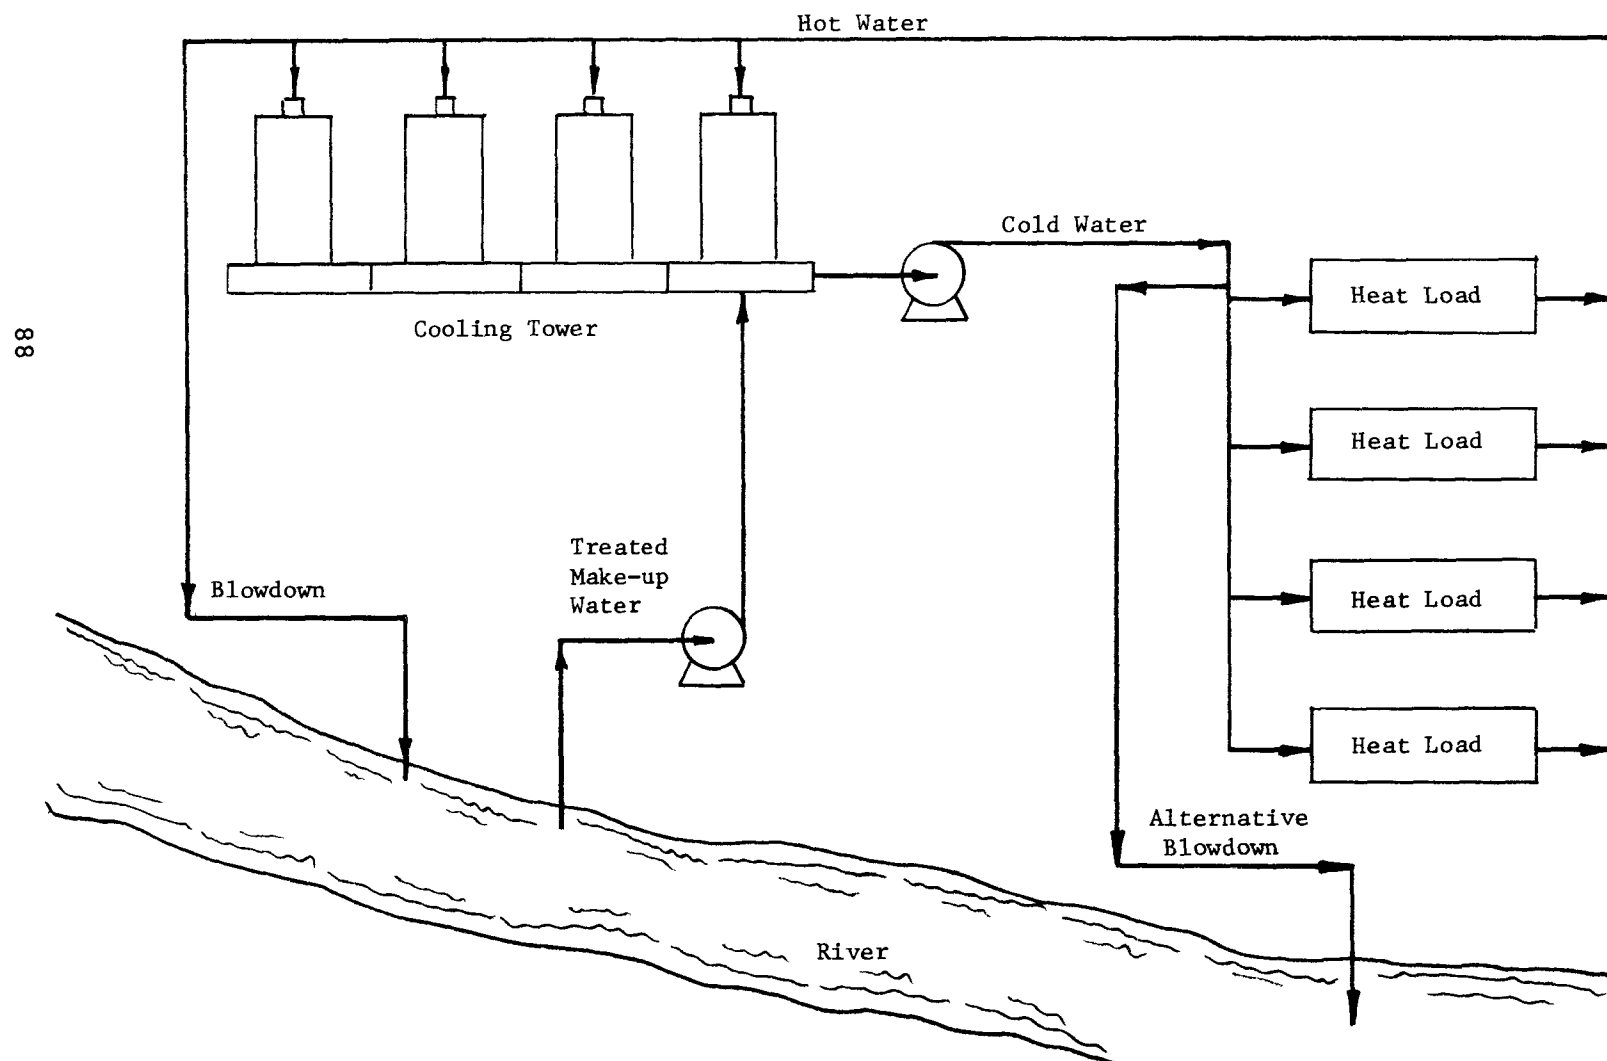 Hot Water
Cold Water
Heat Load
Cooling Tower
88
Heat Load
Treated
Make-up
Water
Blowdown
Heat Load
Heat Load
Alternative
Blowdown
River